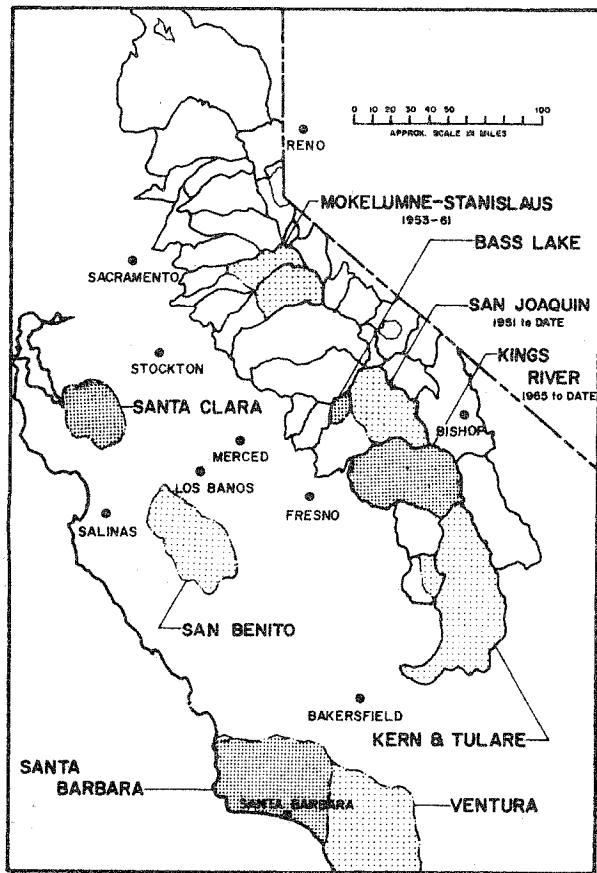 0 10 20 30 40 50 60 100
APPROX. SCALE IN MILES
RENO
MOKELUMNE-STANISLAUS
1953-61
BASS LAKE
SACRAMENTO
SAN JOAQUIN
1951 to DATE
KINGS
RIVER
1965 to DATE
STOCKTON
SANTA CLARA
BISHOP
MERCED
LOS BANOS
FRESNO
SALINAS
SAN BENITO
BAKERSFIELD
KERN & TULARE
SANTA
BARBARA
SANTA BARBARA
VENTURA